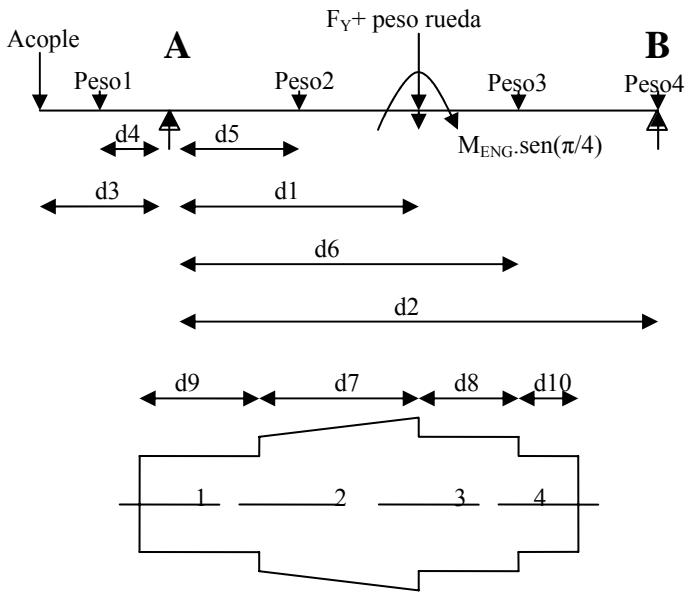 F_Y+ peso rueda
Acople
A
B
Peso1
Peso2
Peso3
Peso4
M_ENG.sen(π/4)
d4
d5
d3
d1
d6
d2
d9
d7
d8
d10
1
2
3
4